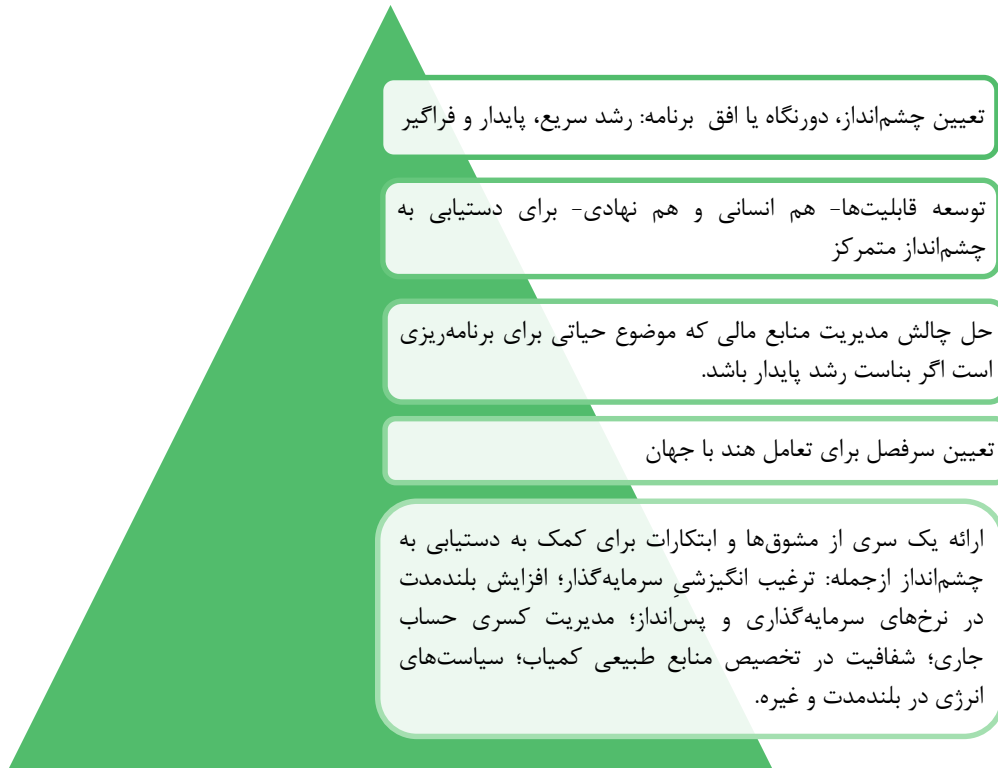 تعیین چشم‌انداز، دورنگاه یا افق برنامه: رشد سریع، پایدار و فراگیر
توسعه قابلیت‌ها- هم انسانی و هم نهادی- برای دستیابی به
چشم‌انداز متمرکز
حل چالش مدیریت منابع مالی که موضوع حیاتی برای برنامه‌ریزی
است اگر بناست رشد پایدار باشد.
تعیین سرفصل برای تعامل هند با جهان
ارائه یک سری از مشوق‌ها و ابتکارات برای کمک به دستیابی به
چشم‌انداز ازجمله: ترغیب انگیزشیِ سرمایه‌گذار؛ افزایش بلندمدت
در نرخ‌های سرمایه‌گذاری و پس‌انداز؛ مدیریت کسری حساب
جاری؛ شفافیت در تخصیص منابع طبیعی کمیاب؛ سیاست‌های
انرژی در بلندمدت و غیره.